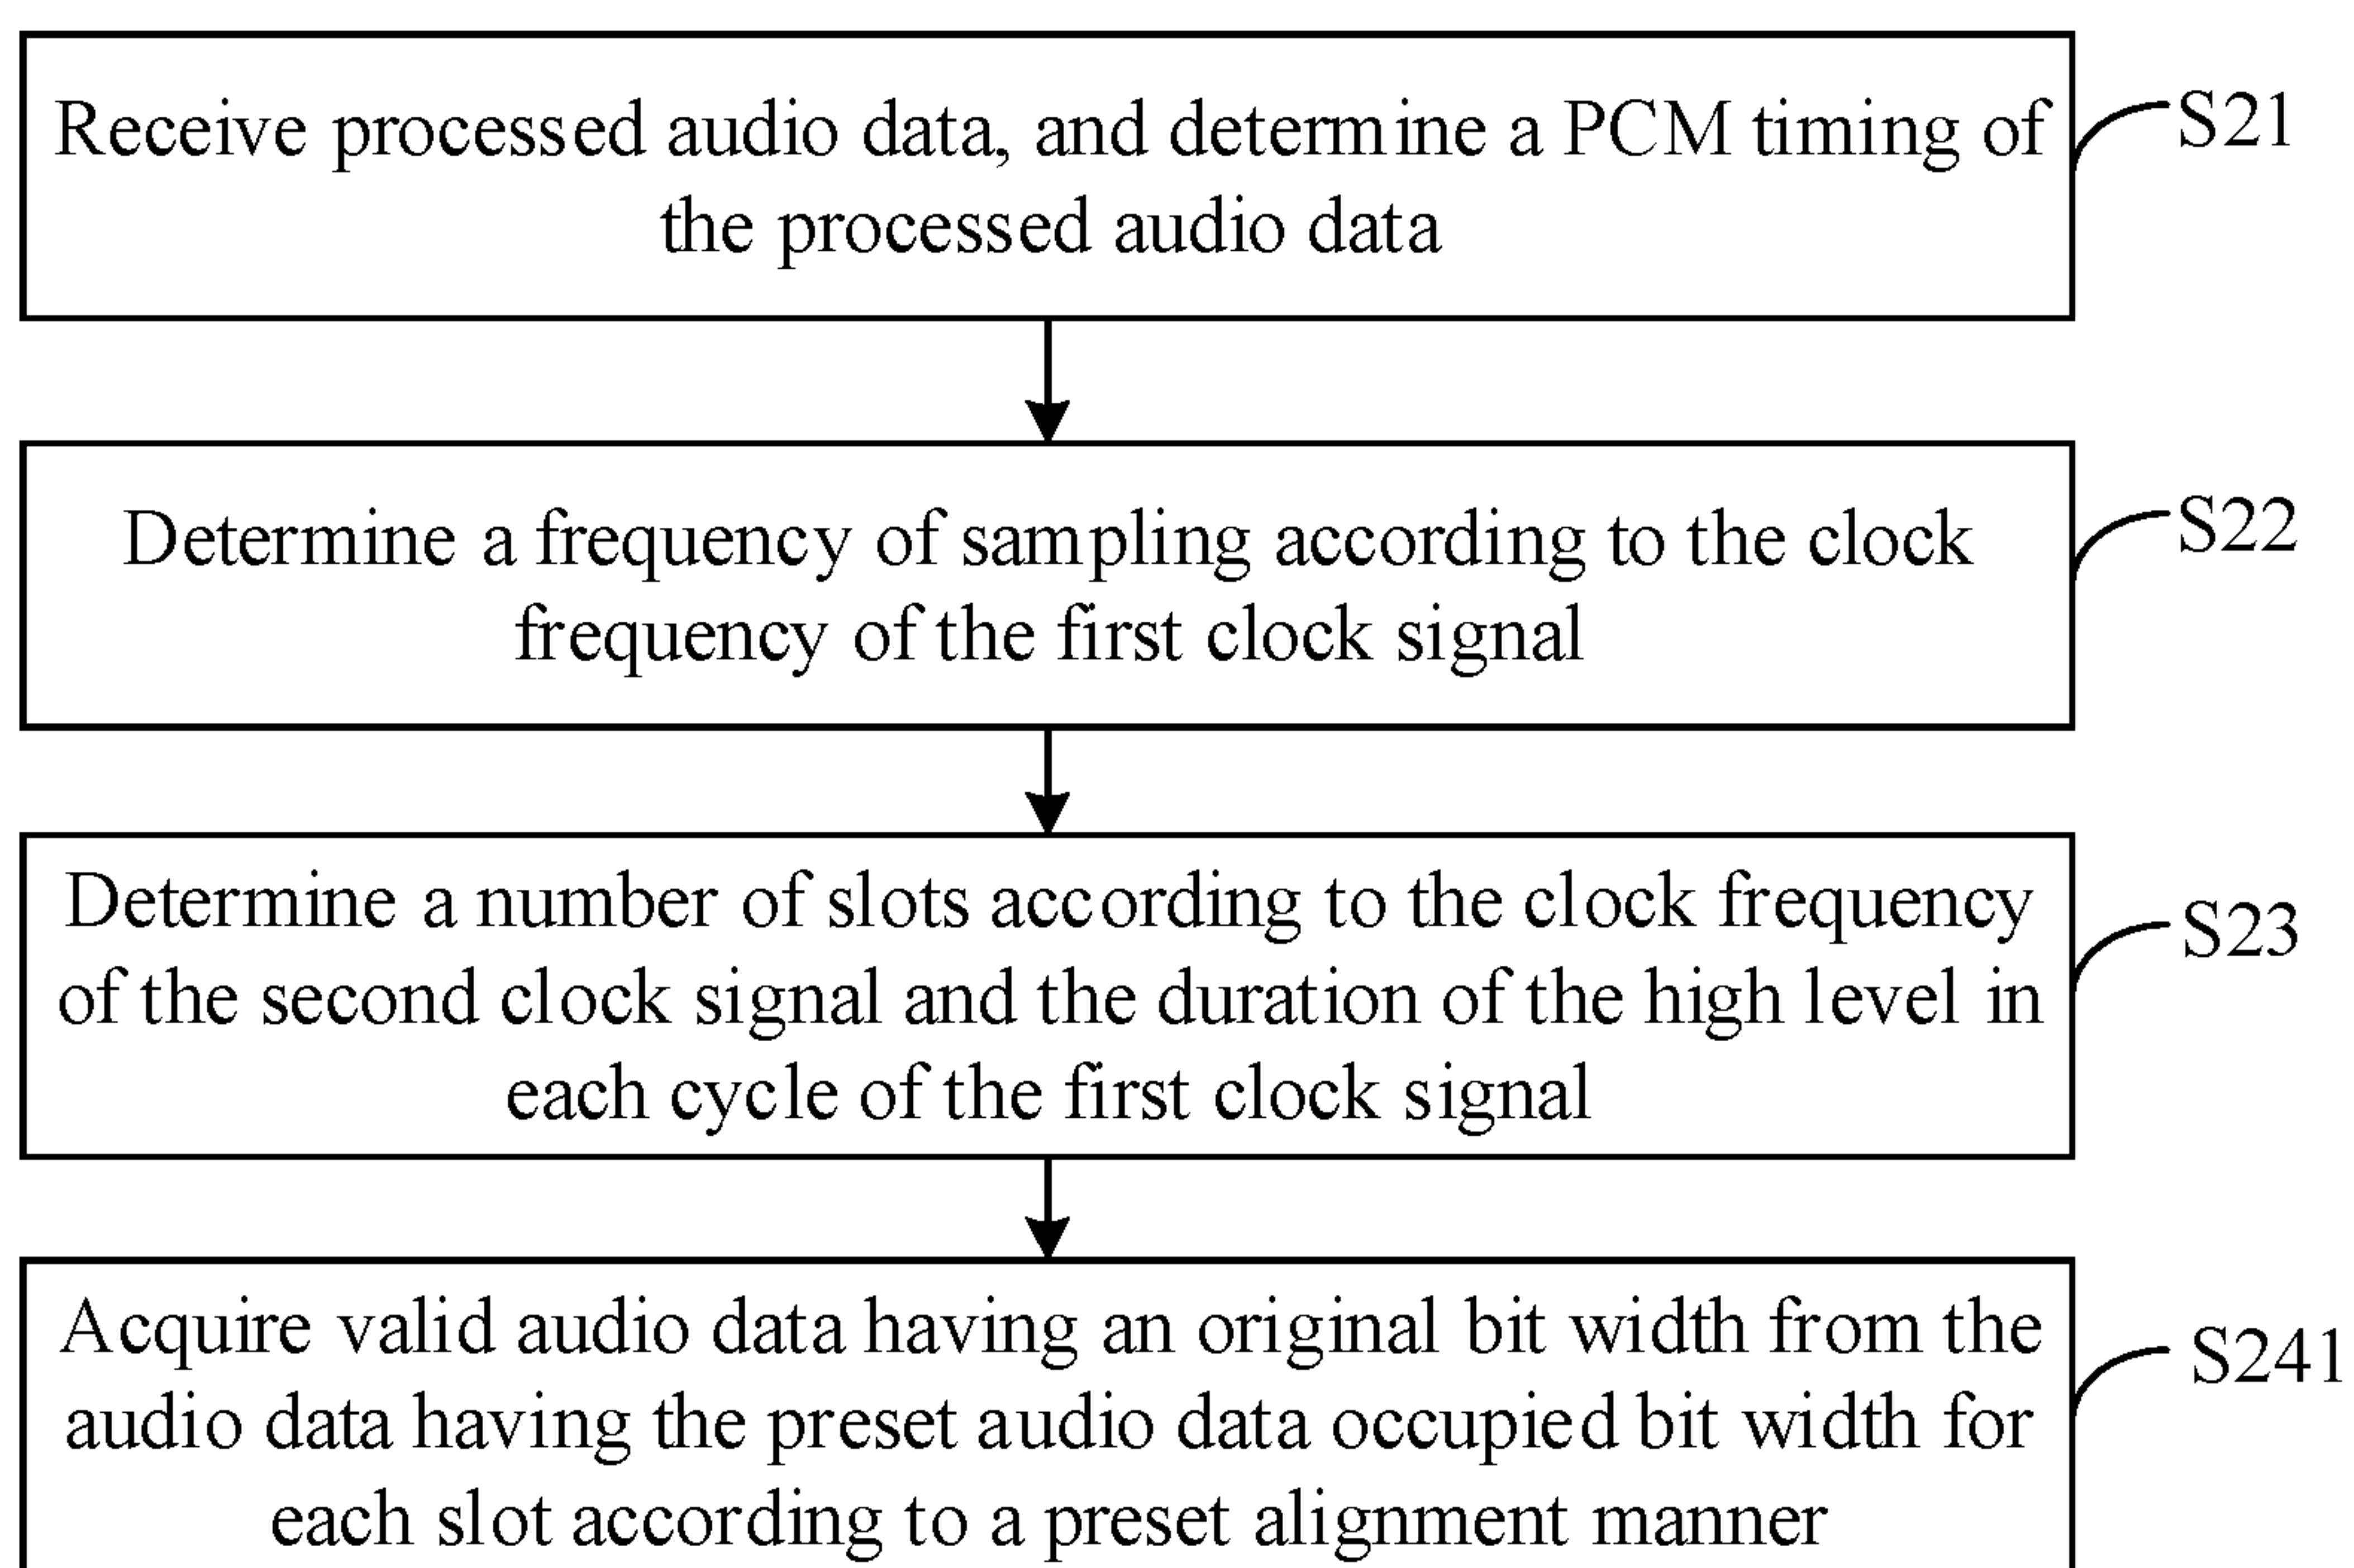 Receive processed audio data, and determine a PCM timing of
the processed audio data
S21
Determine a frequency of sampling according to the clock
frequency of the first clock signal
S22
Determine a number of slots according to the clock frequency
of the second clock signal and the duration of the high level in
each cycle of the first clock signal
S23
Acquire valid audio data having an original bit width from the
audio data having the preset audio data occupied bit width for
each slot according to a preset alignment manner
S241